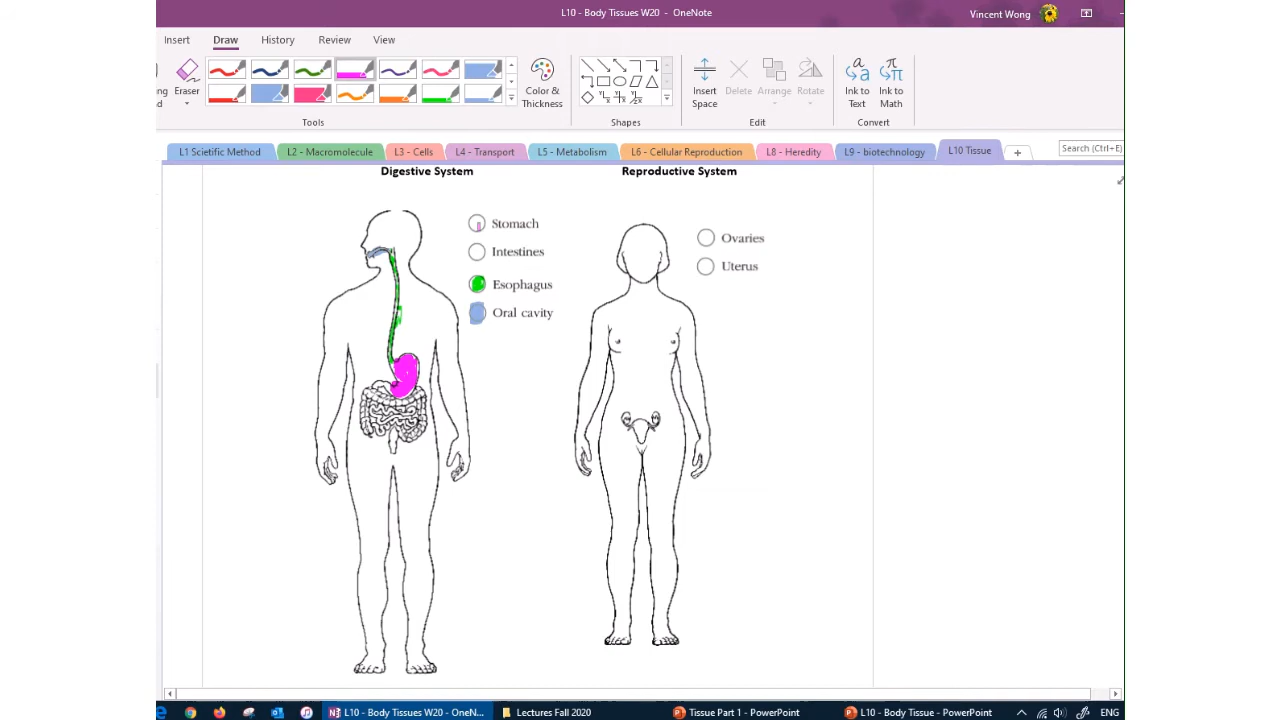 L10 - Body Tissues W20 - OneNote
Vincent Wong
Insert Draw History Review View
Eraser
Color & Thickness
Insert Space
Delete
Arrange
Rotate
Ink to Text
Ink to Math
Tools
Shapes
Edit
Convert
L1 Scietific Method
L2 - Macromolecule
L3 - Cells
L4 - Transport
L5 - Metabolism
L6 - Cellular Reproduction
L8 - Heredity
L9 - biotechnology
L10 Tissue
Search (Ctrl+E)
Digestive System
Reproductive System
Stomach
Intestines
Esophagus
Oral cavity
Ovaries
Uterus
L10 - Body Tissues W20 - OneN...
Lectures Fall 2020
Tissue Part 1 - PowerPoint
L10 - Body Tissue - PowerPoint
ENG